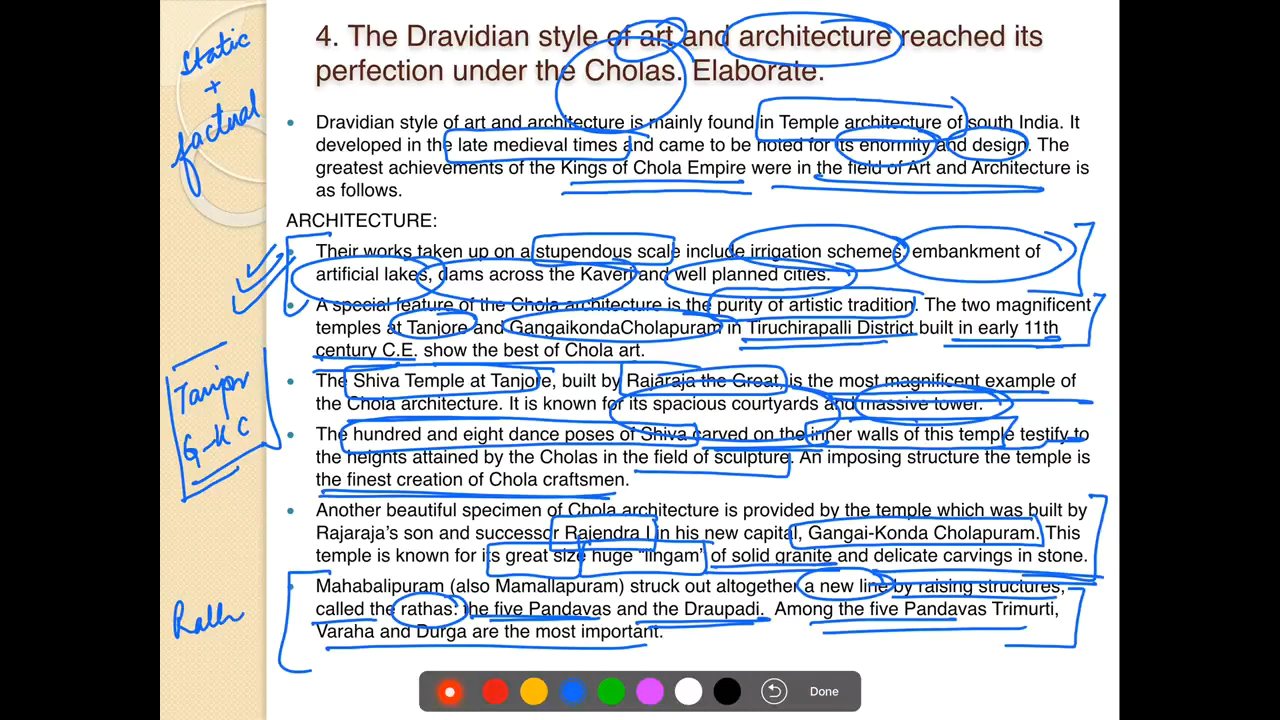 Static
+
factual
4. The Dravidian style of art and architecture reached its
perfection under the Cholas. Elaborate.
• Dravidian style of art and architecture is mainly found in Temple architecture of south India. It
developed in the late medieval times and came to be noted for its enormity and design. The
greatest achievements of the Kings of Chola Empire were in the field of Art and Architecture is
as follows.
ARCHITECTURE:
• Their works taken up on a stupendous scale include irrigation schemes, embankment of
artificial lakes, dams across the Kaveri and well planned cities.
• A special feature of the Chola architecture is the purity of artistic tradition. The two magnificent
temples at Tanjore and GangaikondaCholapuram in Tiruchirapalli District built in early 11th
century C.E. show the best of Chola art.
Tanjor
G-KC
• The Shiva Temple at Tanjore, built by Rajaraja the Great, is the most magnificent example of
the Chola architecture. It is known for its spacious courtyards and massive tower.
• The hundred and eight dance poses of Shiva carved on the inner walls of this temple testify to
the heights attained by the Cholas in the field of sculpture. An imposing structure the temple is
the finest creation of Chola craftsmen.
• Another beautiful specimen of Chola architecture is provided by the temple which was built by
Rajaraja's son and successor Rajendra I in his new capital, Gangai-Konda Cholapuram. This
temple is known for its great size huge "lingam" of solid granite and delicate carvings in stone.
• Mahabalipuram (also Mamallapuram) struck out altogether a new line by raising structures,
called the rathas: the five Pandavas and the Draupadi. Among the five Pandavas Trimurti,
Varaha and Durga are the most important.
Done